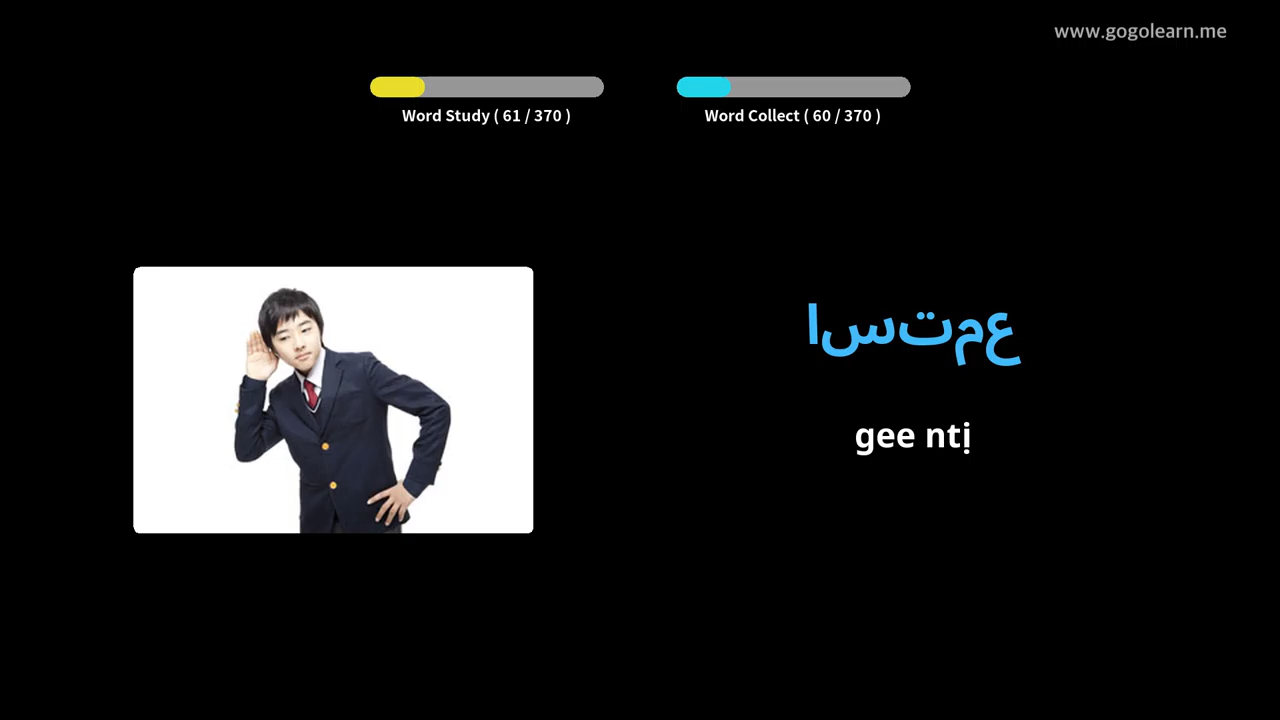 www.gogolearn.me
Word Study ( 61 / 370 )
Word Collect ( 60 / 370 )
استمع
gee ntị